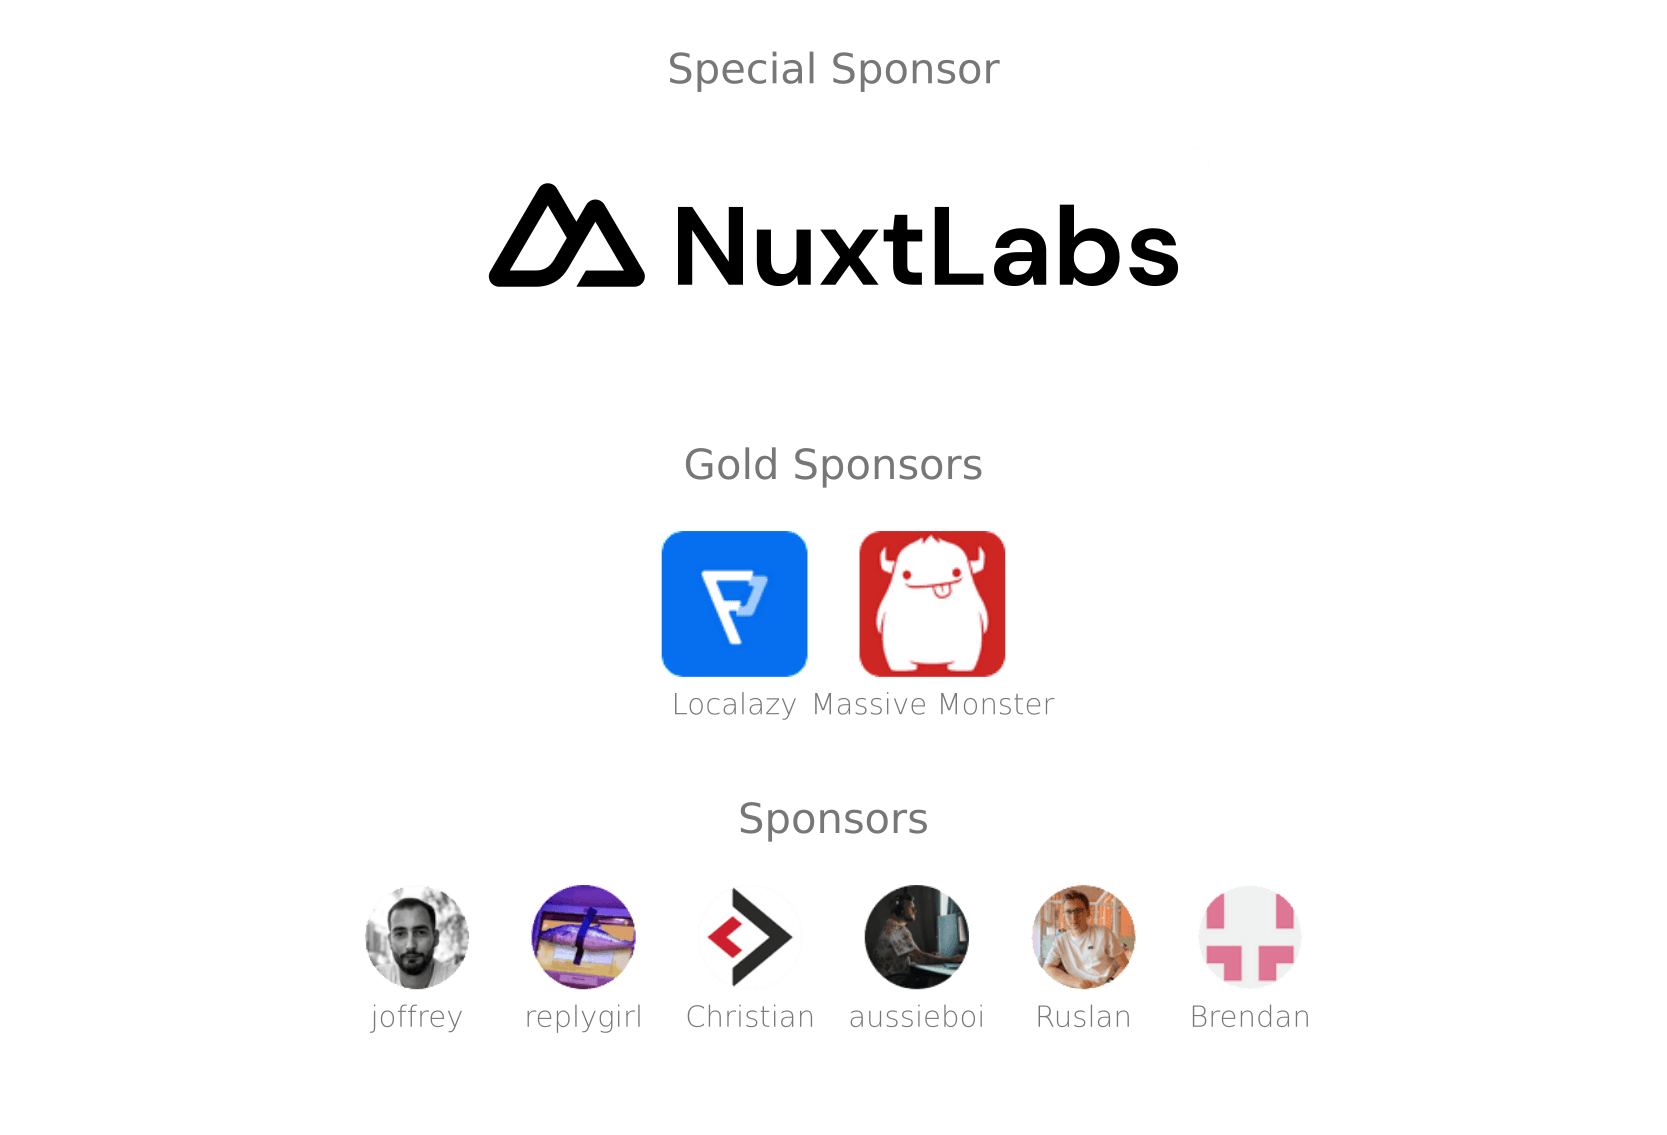 Special Sponsor
NuxtLabs
Gold Sponsors
Localazy Massive Monster
Sponsors
joffrey replygirl Christian aussieboi Ruslan Brendan